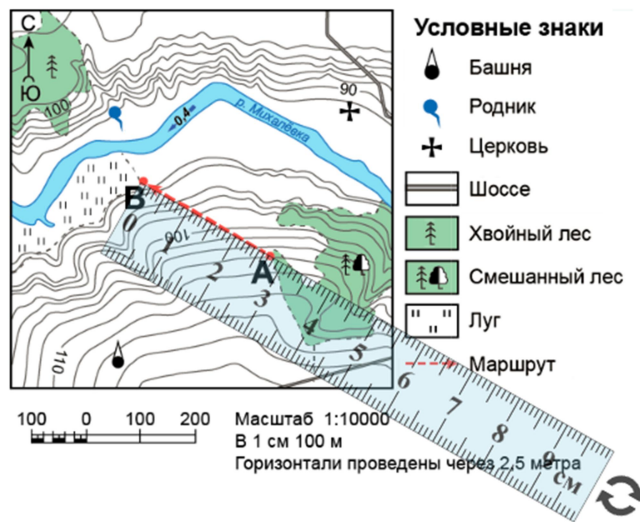 С
Ю
100
0,4
р. Михалёвка
90
В
А
100
110
0 1 2 3 4 5 6 7 8 9 см
Условные знаки
Башня
Родник
Церковь
Шоссе
Хвойный лес
Смешанный лес
Луг
Маршрут
100 0 100 200
Масштаб 1:10000
В 1 см 100 м
Горизонтали проведены через 2,5 метра